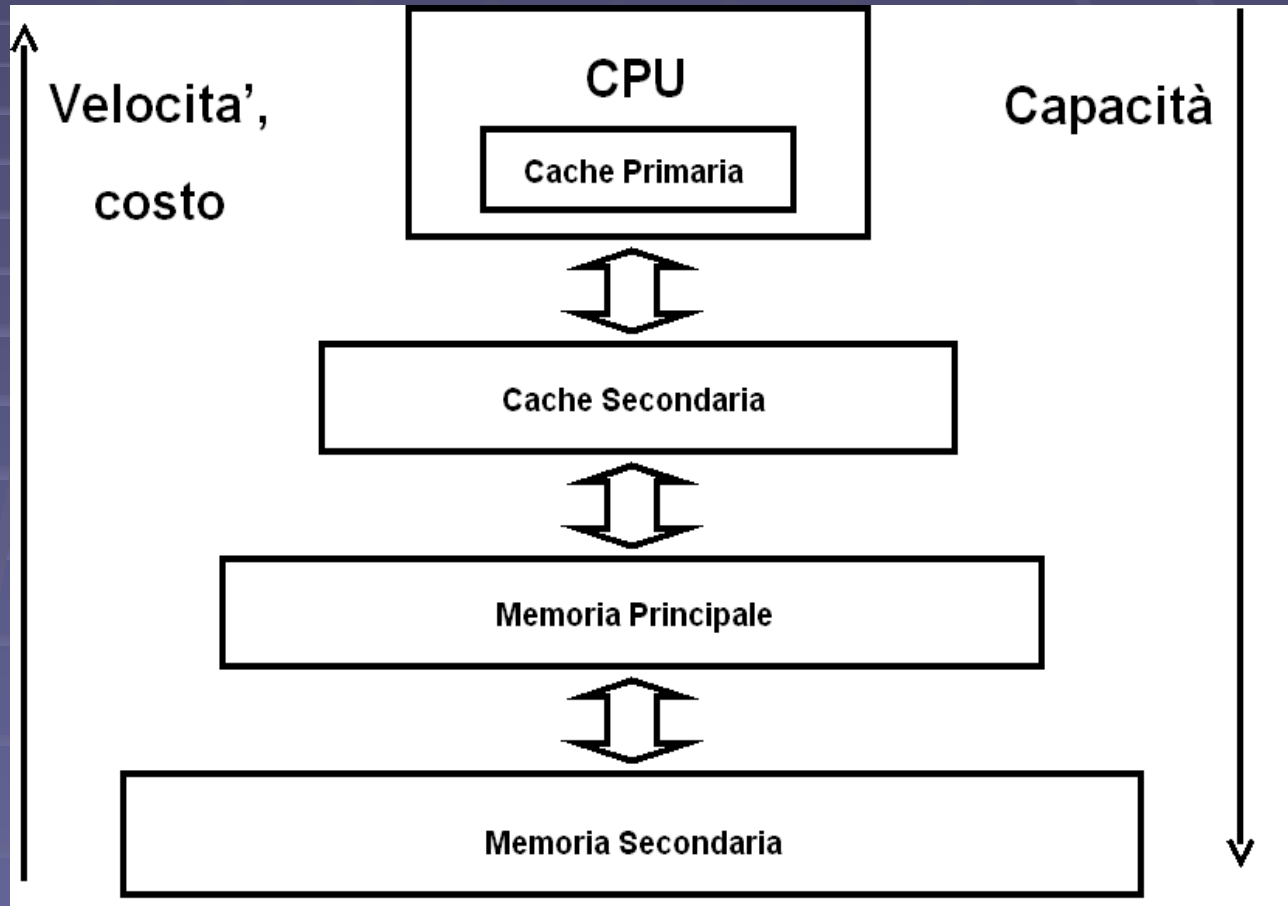 CPU
Velocita’,
costo
Capacità
Cache Primaria
Cache Secondaria
Memoria Principale
Memoria Secondaria